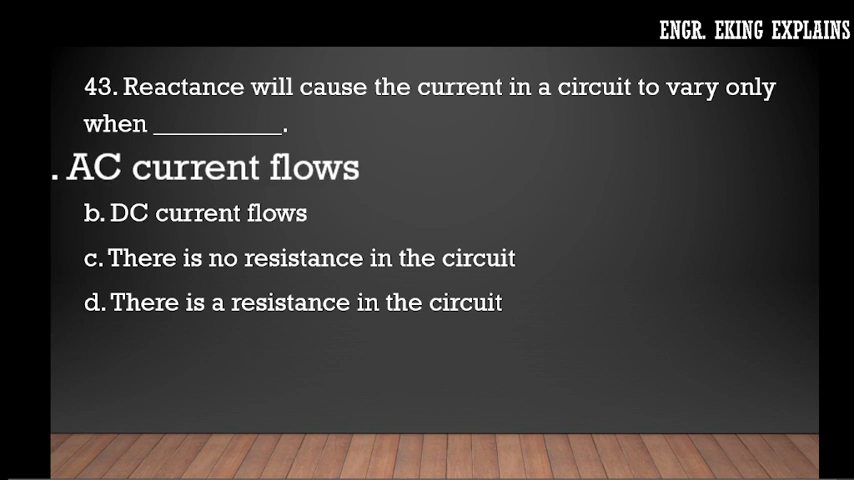 ENGR. EKING EXPLAINS
43. Reactance will cause the current in a circuit to vary only
when __________.
. AC current flows
b. DC current flows
c. There is no resistance in the circuit
d. There is a resistance in the circuit